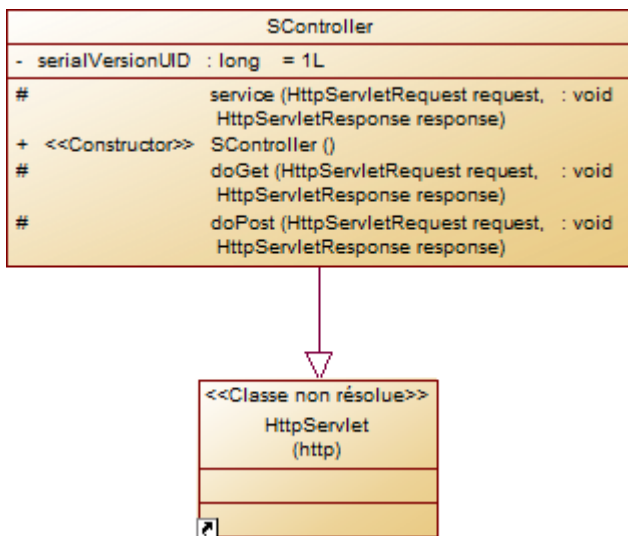 SController
- serialVersionUID : long = 1L
# service (HttpServletRequest request, : void
HttpServletResponse response)
+ <<Constructor>> SController ()
# doGet (HttpServletRequest request, : void
HttpServletResponse response)
# doPost (HttpServletRequest request, : void
HttpServletResponse response)
<<Classe non résolue>>
HttpServlet
(http)